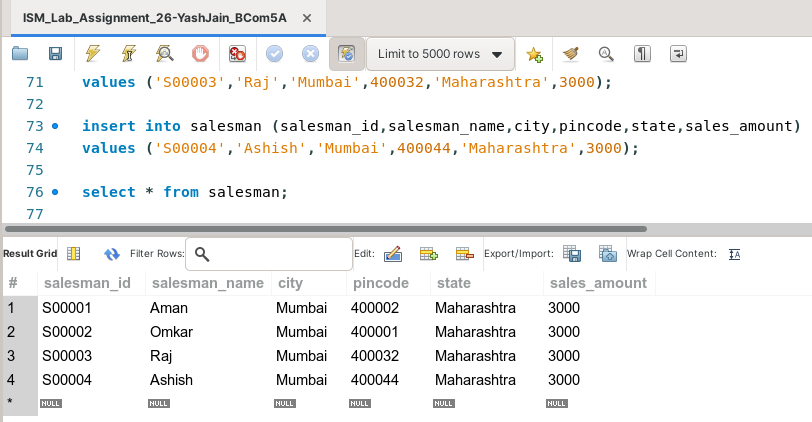 ISM_Lab_Assignment_26-YashJain_BCom5A ×
Limit to 5000 rows
71 values ('S00003','Raj','Mumbai',400032,'Maharashtra',3000);
72
73 insert into salesman (salesman_id,salesman_name,city,pincode,state,sales_amount)
74 values ('S00004','Ashish','Mumbai',400044,'Maharashtra',3000);
75
76 select * from salesman;
77
Result Grid Filter Rows: Edit: Export/Import: Wrap Cell Content: IA
# salesman_id salesman_name city pincode state sales_amount
1 S00001 Aman Mumbai 400002 Maharashtra 3000
2 S00002 Omkar Mumbai 400001 Maharashtra 3000
3 S00003 Raj Mumbai 400032 Maharashtra 3000
4 S00004 Ashish Mumbai 400044 Maharashtra 3000
* NULL NULL NULL NULL NULL NULL